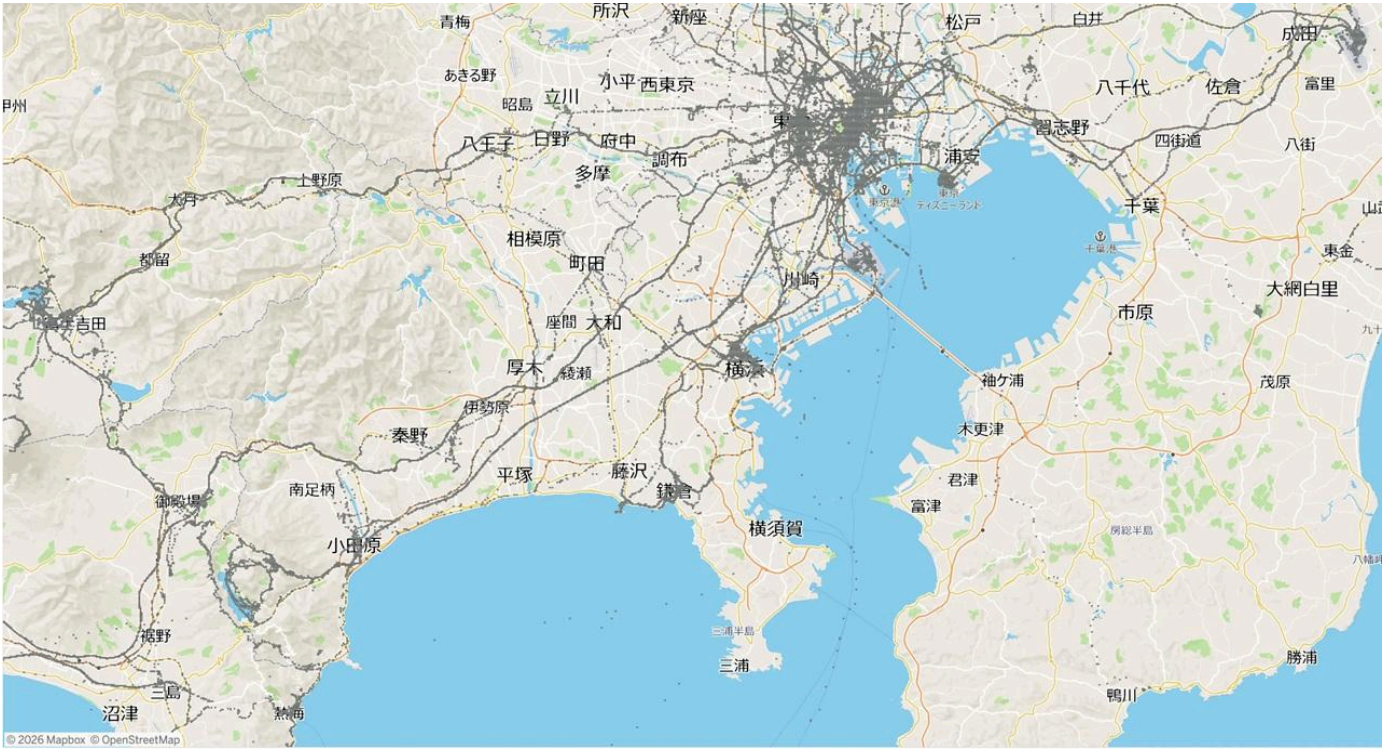 所沢
新座
松戸
白井
青梅
成田
あきる野
小平
西東京
八千代
佐倉
富里
昭島
立川
甲州
東
習志野
八王子
日野
府中
調布
浦安
四街道
八街
多摩
上野原
大月
東京港
東京
ディズニーランド
千葉
相模原
千葉港
東金
都留
町田
川崎
大網白里
市原
吉田
座間
大和
厚木
綾瀬
横浜
袖ケ浦
茂原
伊勢原
秦野
木更津
平塚
藤沢
鎌倉
君津
南足柄
御殿場
富津
横須賀
房総半島
小田原
裾野
三浦半島
三浦
勝浦
三島
鴨川
沼津
熱海
© 2026 Mapbox © OpenStreetMap